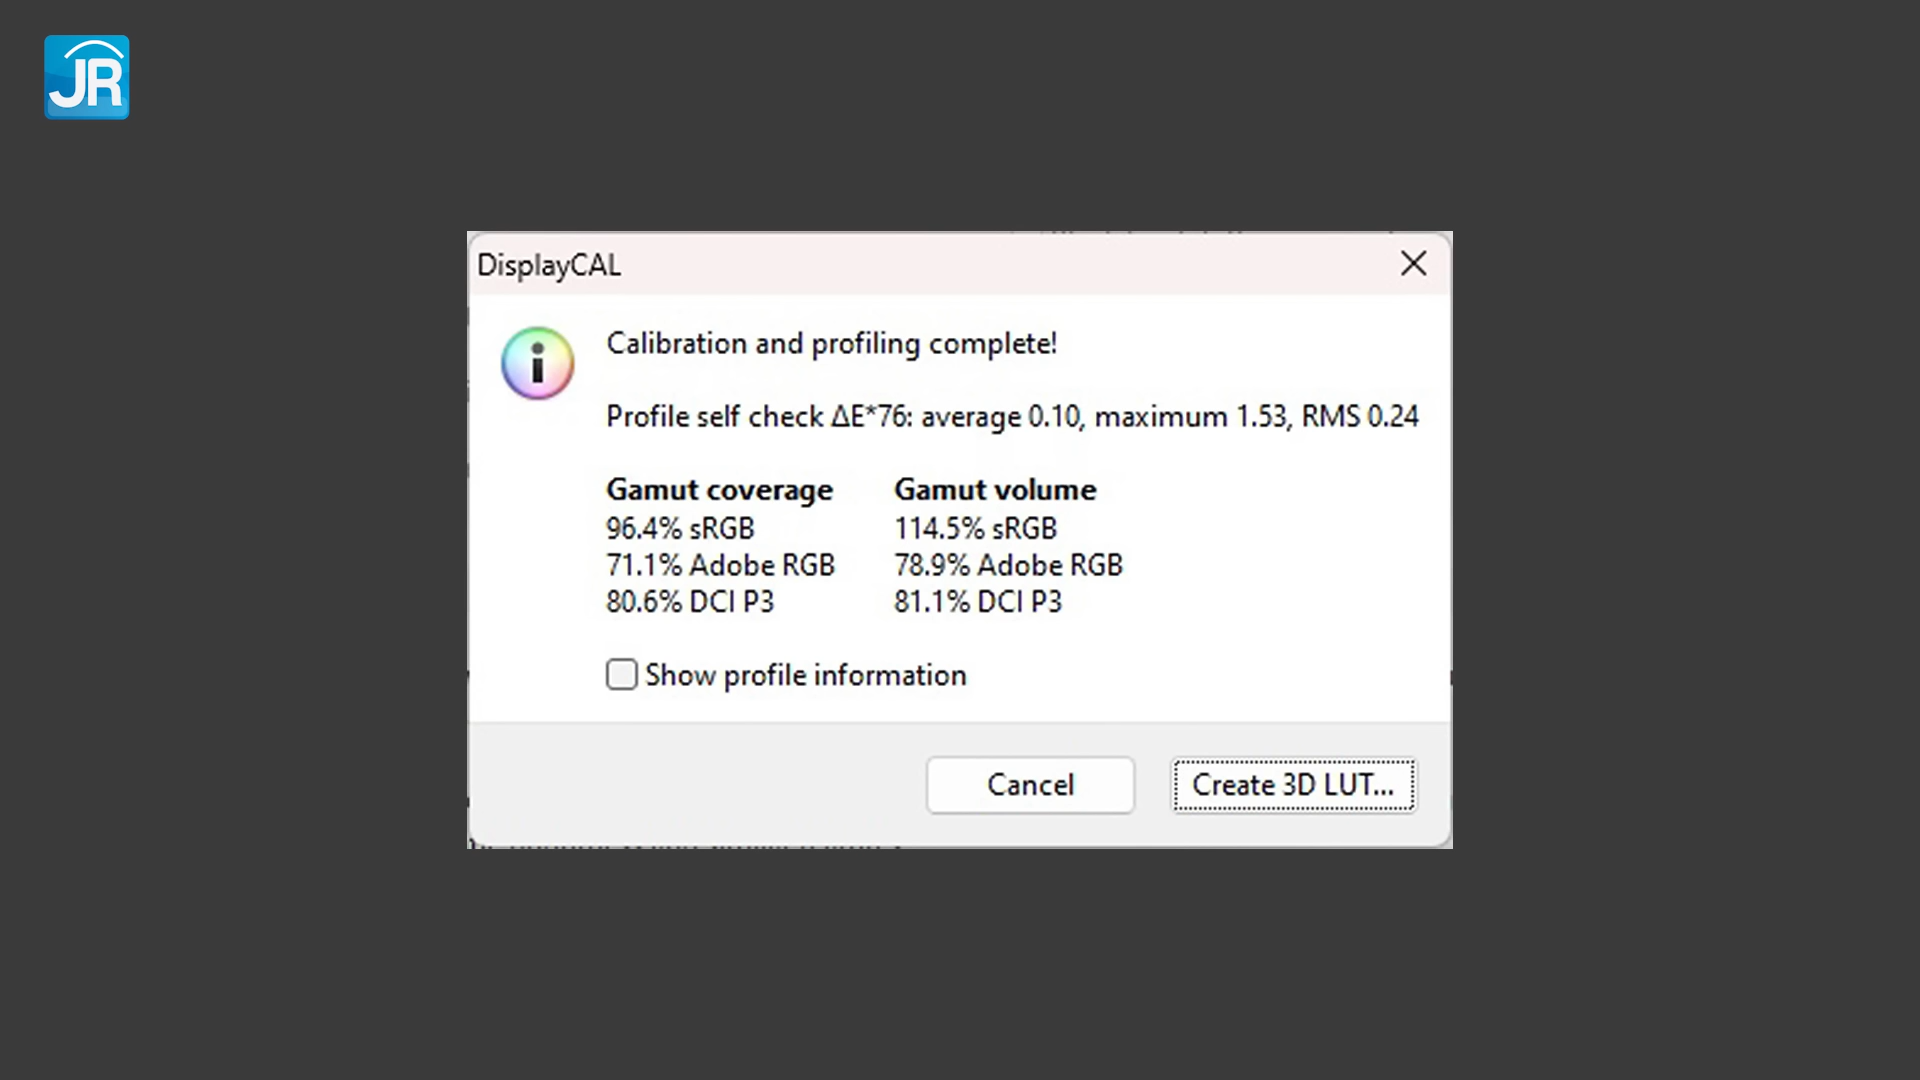 JR
DisplayCAL
Calibration and profiling complete!
Profile self check ΔE*76: average 0.10, maximum 1.53, RMS 0.24
Gamut coverage Gamut volume
96.4% sRGB 114.5% sRGB
71.1% Adobe RGB 78.9% Adobe RGB
80.6% DCI P3 81.1% DCI P3
Show profile information
Cancel Create 3D LUT...